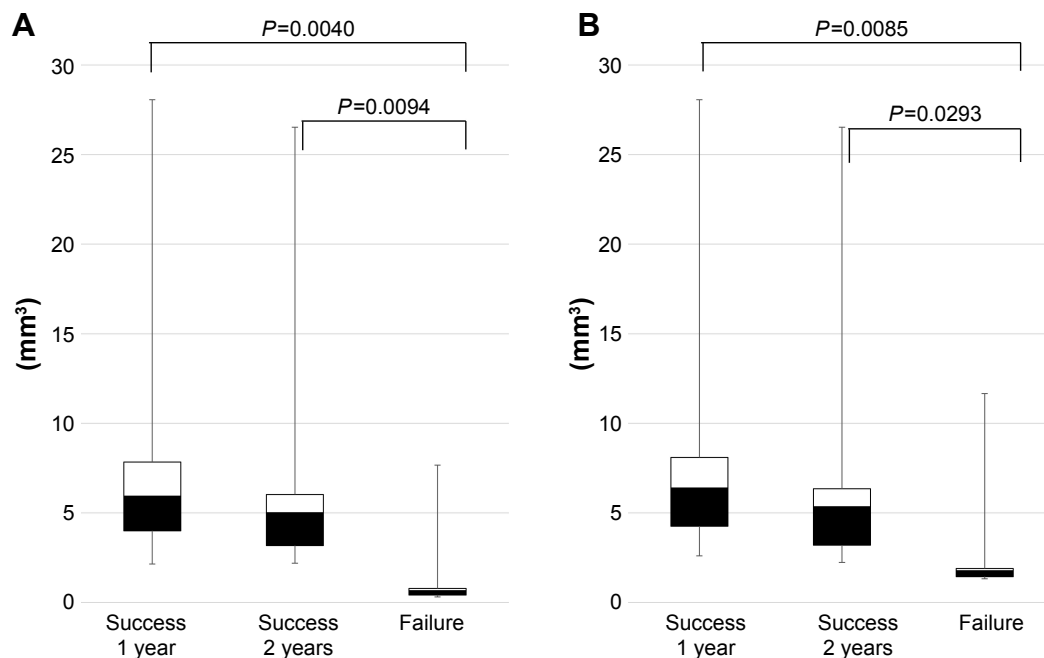 A
P=0.0040
P=0.0094
30
25
20
15
10
5
0
(mm³)
Success
1 year
Success
2 years
Failure
B
P=0.0085
P=0.0293
30
25
20
15
10
5
0
(mm³)
Success
1 year
Success
2 years
Failure